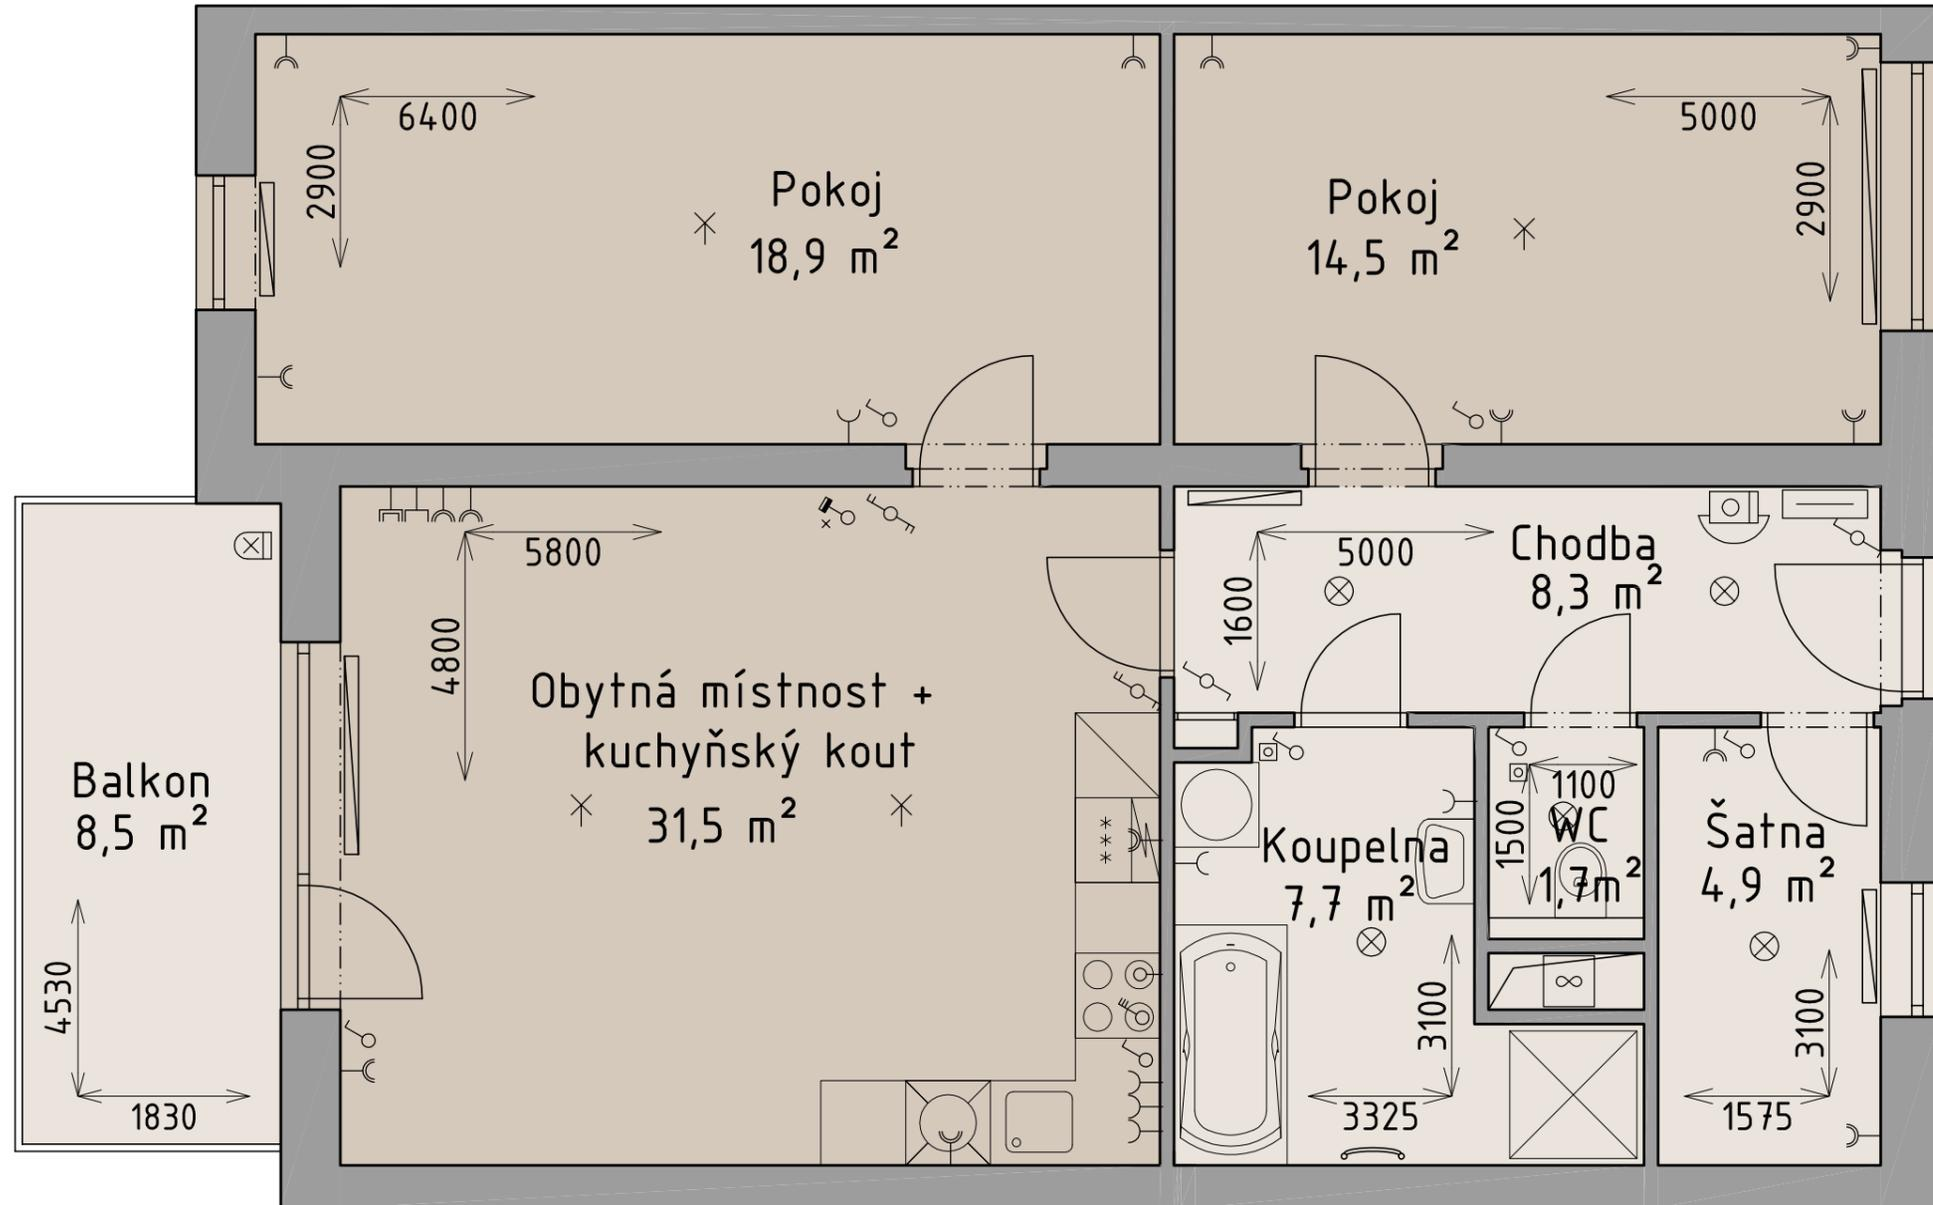 6400
2900
Pokoj
18,9 m²
5000
2900
Pokoj
14,5 m²
5800
4800
Obytná místnost +
kuchyňský kout
31,5 m²
5000
1600
Chodba
8,3 m²
Balkon
8,5 m²
4530
1830
Koupelna
7,7 m²
3100
3325
1100
1500
WC
1,7m²
Šatna
4,9 m²
3100
1575